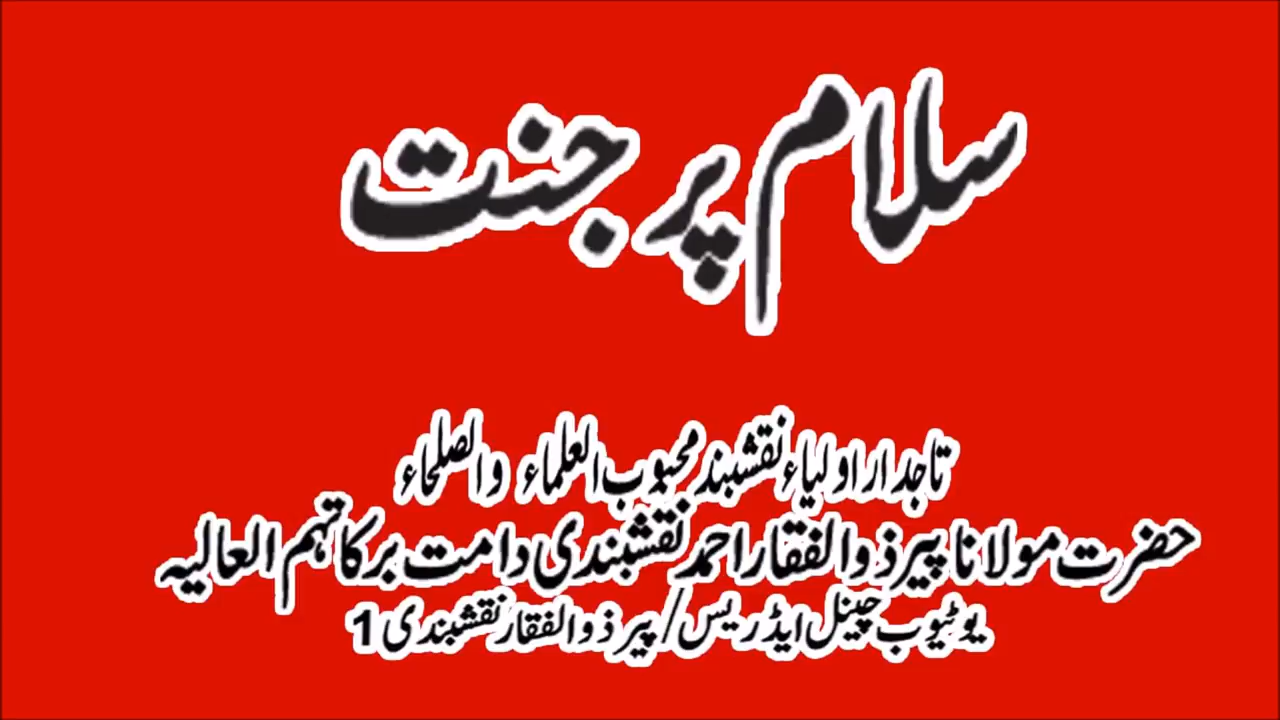 سلام پر جنت
تاجدار اولیاء نقشبند محبوب العلماء والصلحاء
حضرت مولانا پیر ذوالفقار احمد نقشبندی دامت برکاتہم العالیہ
یوٹیوب چینل ایڈریس/ پیر ذوالفقار نقشبندی 1